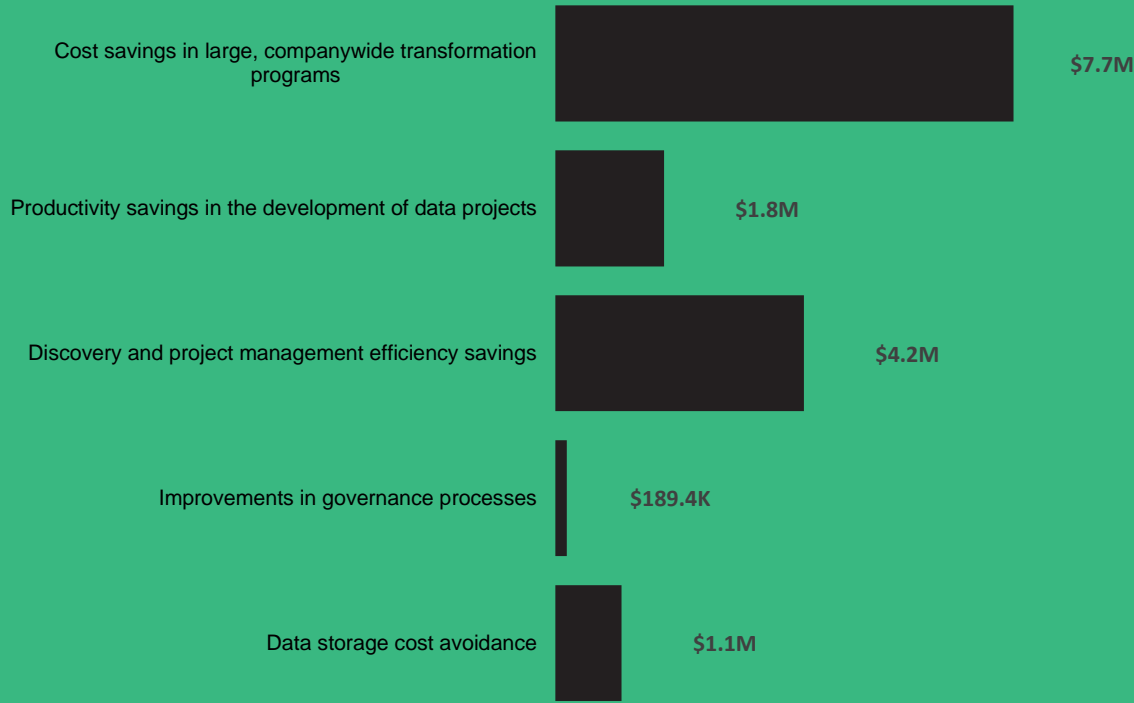 Cost savings in large, companywide transformation
programs
$7.7M
Productivity savings in the development of data projects
$1.8M
Discovery and project management efficiency savings
$4.2M
Improvements in governance processes
$189.4K
Data storage cost avoidance
$1.1M